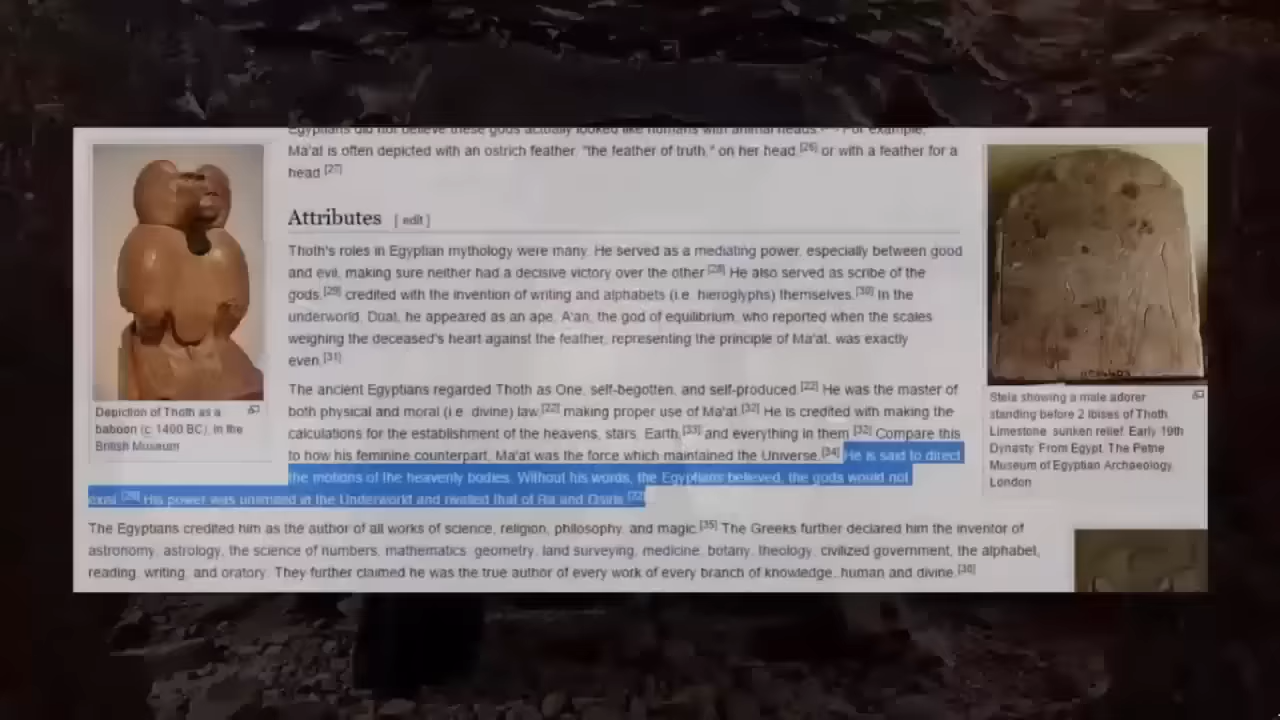 Egyptians did not believe these gods actually looked like humans with animal heads. For example,
Ma'at is often depicted with an ostrich feather, "the feather of truth," on her head,[26] or with a feather for a
head.[27]
Attributes [ edit ]
Thoth's roles in Egyptian mythology were many. He served as a mediating power, especially between good
and evil, making sure neither had a decisive victory over the other.[28] He also served as scribe of the
gods,[29] credited with the invention of writing and alphabets (i.e. hieroglyphs) themselves.[30] In the
underworld, Duat, he appeared as an ape, A'an, the god of equilibrium, who reported when the scales
weighing the deceased's heart against the feather, representing the principle of Ma'at, was exactly
even.[31]
The ancient Egyptians regarded Thoth as One, self-begotten, and self-produced.[22] He was the master of
both physical and moral (i.e. divine) law,[22] making proper use of Ma'at.[32] He is credited with making the
calculations for the establishment of the heavens, stars, Earth,[33] and everything in them.[32] Compare this
to how his feminine counterpart, Ma'at was the force which maintained the Universe.[34] He is said to direct
the motions of the heavenly bodies. Without his words, the Egyptians believed, the gods would not
exist.[29] His power was unlimited in the Underworld and rivalled that of Ra and Osiris.[22]
The Egyptians credited him as the author of all works of science, religion, philosophy, and magic.[35] The Greeks further declared him the inventor of
astronomy, astrology, the science of numbers, mathematics, geometry, land surveying, medicine, botany, theology, civilized government, the alphabet,
reading, writing, and oratory. They further claimed he was the true author of every work of every branch of knowledge, human and divine.[36]
Depiction of Thoth as a
baboon (c. 1400 BC), in the
British Museum
Stela showing a male adorer
standing before 2 Ibises of Thoth.
Limestone, sunken relief. Early 19th
Dynasty. From Egypt. The Petrie
Museum of Egyptian Archaeology,
London